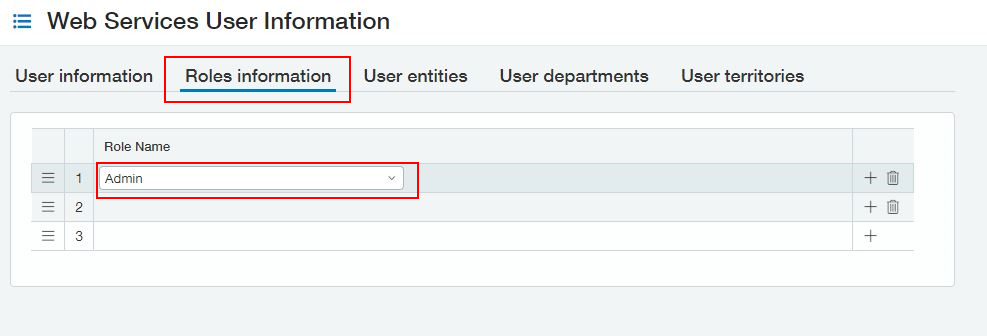 Web Services User Information
User information Roles information User entities User departments User territories
Role Name
1 Admin
2
3